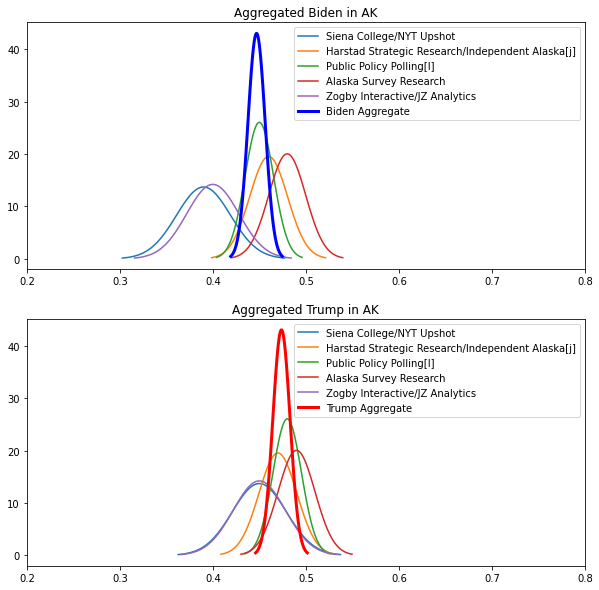 Aggregated Biden in AK
Siena College/NYT Upshot
Harstad Strategic Research/Independent Alaska[j]
Public Policy Polling[l]
Alaska Survey Research
Zogby Interactive/JZ Analytics
Biden Aggregate
40
30
20
10
0
0.2 0.3 0.4 0.5 0.6 0.7 0.8
Aggregated Trump in AK
Siena College/NYT Upshot
Harstad Strategic Research/Independent Alaska[j]
Public Policy Polling[l]
Alaska Survey Research
Zogby Interactive/JZ Analytics
Trump Aggregate
40
30
20
10
0
0.2 0.3 0.4 0.5 0.6 0.7 0.8